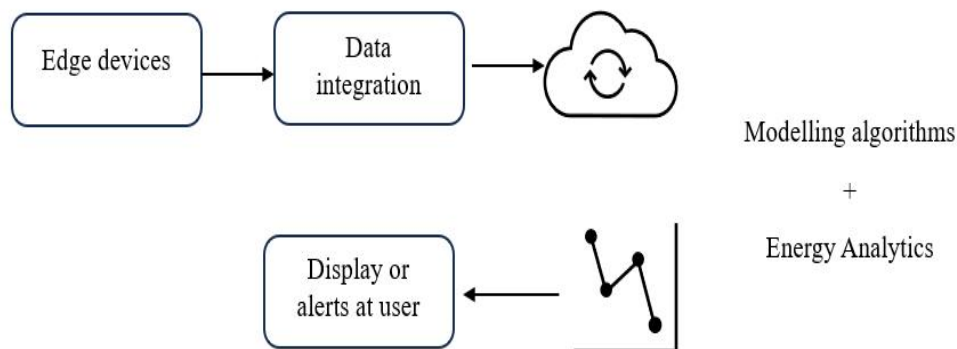 Edge devices
Data
integration
Modelling algorithms
+
Energy Analytics
Display or
alerts at user